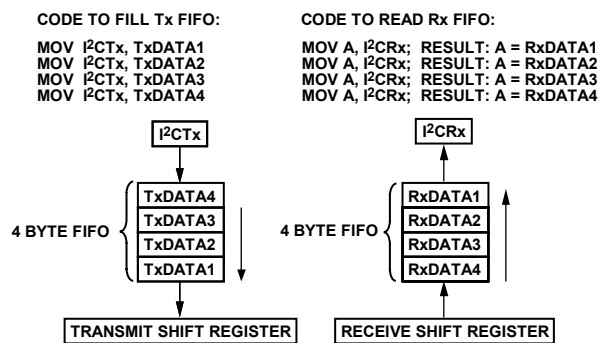 CODE TO FILL Tx FIFO:
MOV I²CTx, TxDATA1
MOV I²CTx, TxDATA2
MOV I²CTx, TxDATA3
MOV I²CTx, TxDATA4
I²CTx
4 BYTE FIFO
TxDATA4
TxDATA3
TxDATA2
TxDATA1
TRANSMIT SHIFT REGISTER
CODE TO READ Rx FIFO:
MOV A, I²CRx; RESULT: A = RxDATA1
MOV A, I²CRx; RESULT: A = RxDATA2
MOV A, I²CRx; RESULT: A = RxDATA3
MOV A, I²CRx; RESULT: A = RxDATA4
I²CRx
4 BYTE FIFO
RxDATA1
RxDATA2
RxDATA3
RxDATA4
RECEIVE SHIFT REGISTER